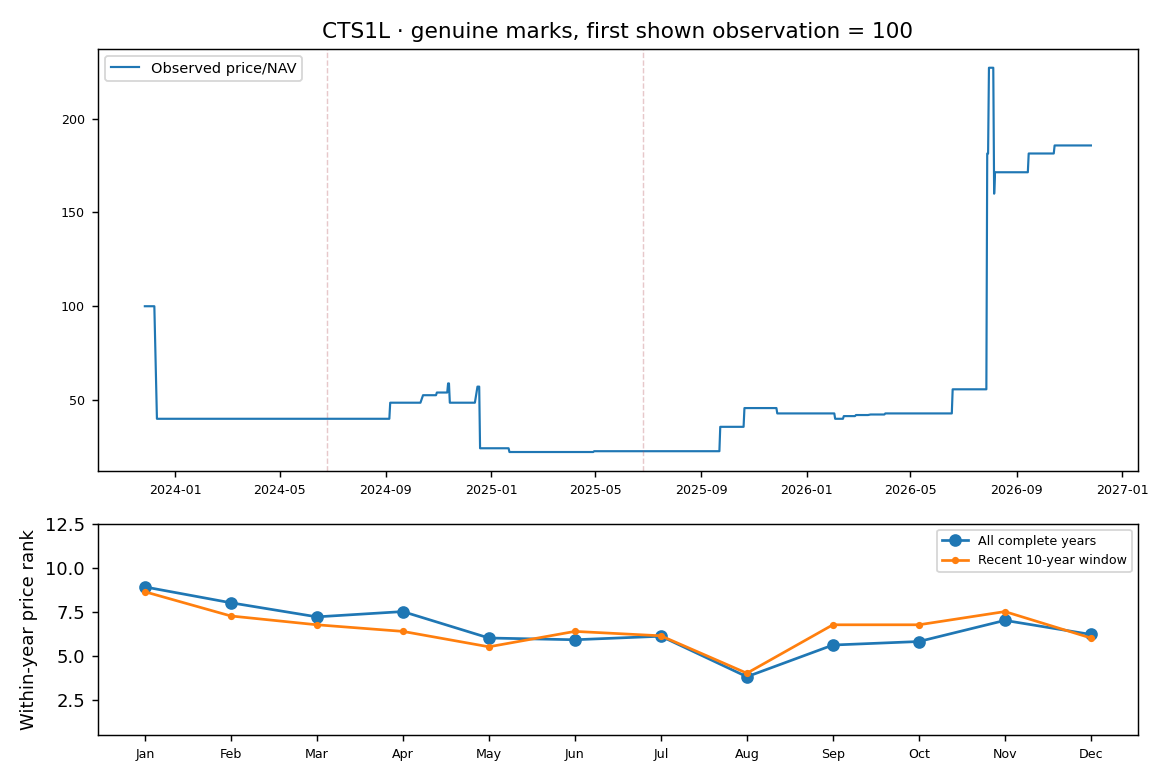 CTS1L · genuine marks, first shown observation = 100
Observed price/NAV
200
150
100
50
2024-01 2024-05 2024-09 2025-01 2025-05 2025-09 2026-01 2026-05 2026-09 2027-01
Within-year price rank
12.5
10.0
7.5
5.0
2.5
All complete years
Recent 10-year window
Jan Feb Mar Apr May Jun Jul Aug Sep Oct Nov Dec